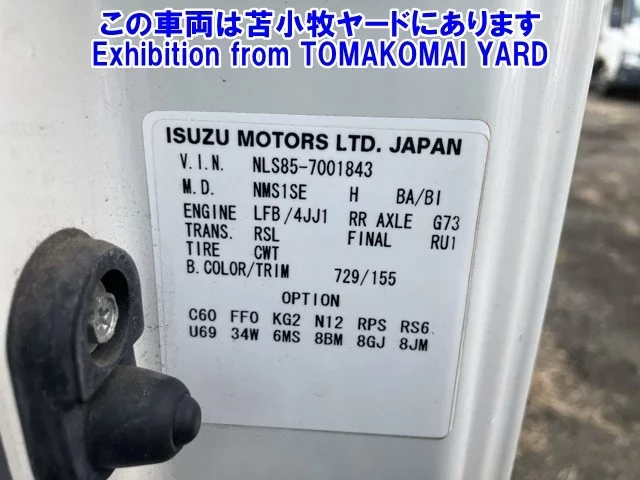 この車両は苫小牧ヤードにあります
Exhibition from TOMAKOMAI YARD
ISUZU MOTORS LTD. JAPAN
V.I.N. NLS85-7001843
M.D. NMS1SE H BA/BI
ENGINE LFB/4JJ1 RR AXLE G73
TRANS. RSL FINAL RU1
TIRE CWT
B.COLOR/TRIM 729/155
OPTION
C60 FF0 KG2 N12 RPS RS6
U69 34W 6MS 8BM 8GJ 8JM